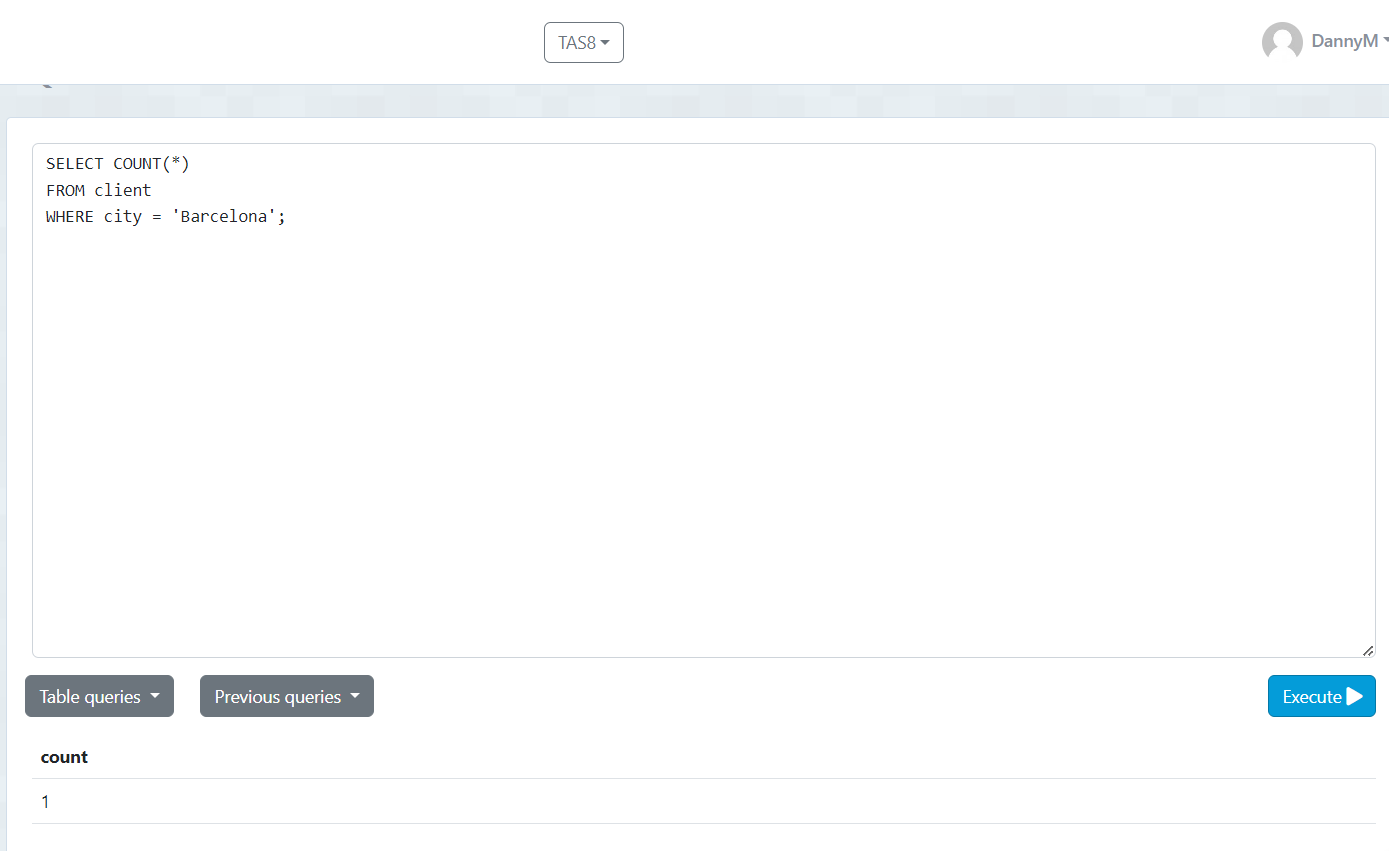 TAS8
DannyM
SELECT COUNT(*)
FROM client
WHERE city = 'Barcelona';
Table queries
Previous queries
Execute
count
1